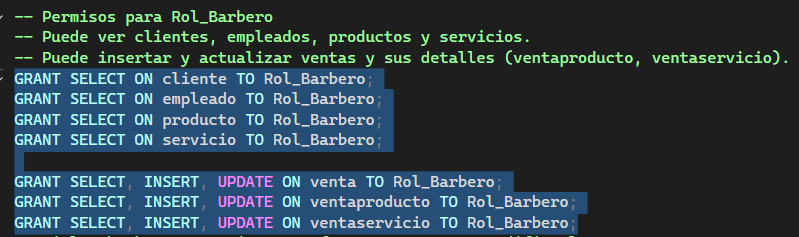 -- Permisos para Rol_Barbero
-- Puede ver clientes, empleados, productos y servicios.
-- Puede insertar y actualizar ventas y sus detalles (ventaproducto, ventaservicio).
GRANT SELECT ON cliente TO Rol_Barbero;
GRANT SELECT ON empleado TO Rol_Barbero;
GRANT SELECT ON producto TO Rol_Barbero;
GRANT SELECT ON servicio TO Rol_Barbero;
GRANT SELECT, INSERT, UPDATE ON venta TO Rol_Barbero;
GRANT SELECT, INSERT, UPDATE ON ventaproducto TO Rol_Barbero;
GRANT SELECT, INSERT, UPDATE ON ventaservicio TO Rol_Barbero;